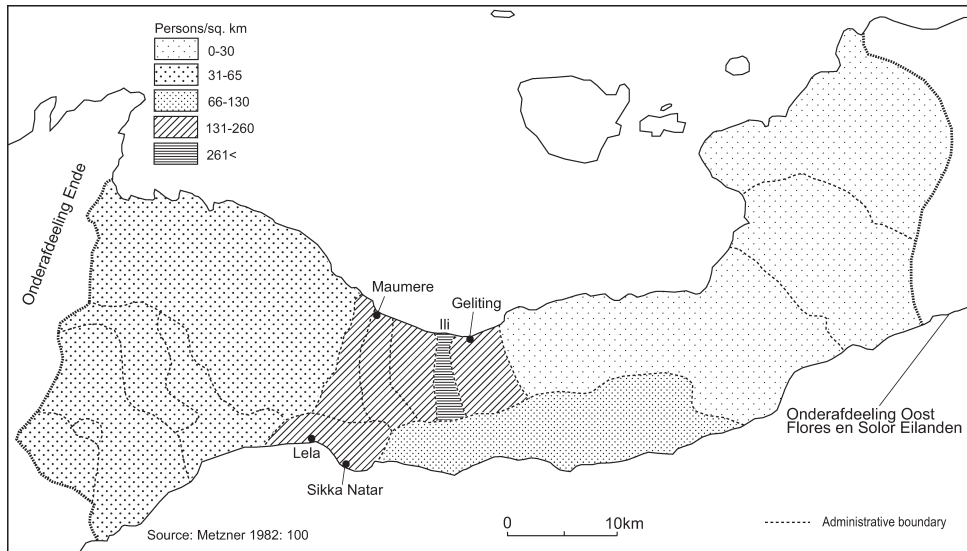 Persons/sq. km
0-30
31-65
66-130
131-260
261<
Onderafdeeling Ende
Maumere
Ili
Geliting
Lela
Sikka Natar
Onderafdeeling Oost
Flores en Solor Eilanden
Source: Metzner 1982: 100
0 10km
Administrative boundary